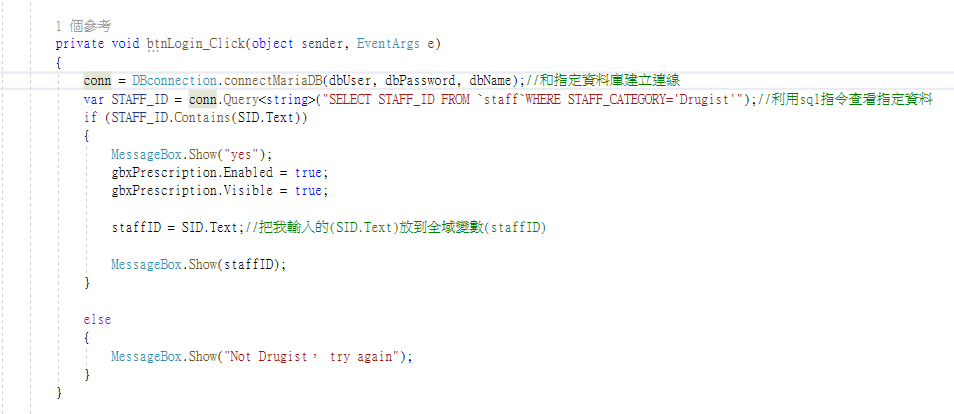 1 個參考
private void btnLogin_Click(object sender, EventArgs e)
{
conn = DBconnection.connectMariaDB(dbUser, dbPassword, dbName);//和指定資料庫建立連線
var STAFF_ID = conn.Query<string>("SELECT STAFF_ID FROM `staff`WHERE STAFF_CATEGORY='Drugist'");//利用sql指令查看指定資料
if (STAFF_ID.Contains(SID.Text))
{
MessageBox.Show("yes");
gbxPrescription.Enabled = true;
gbxPrescription.Visible = true;
staffID = SID.Text;//把我輸入的(SID.Text)放到全域變數(staffID)
MessageBox.Show(staffID);
}
else
{
MessageBox.Show("Not Drugist， try again");
}
}